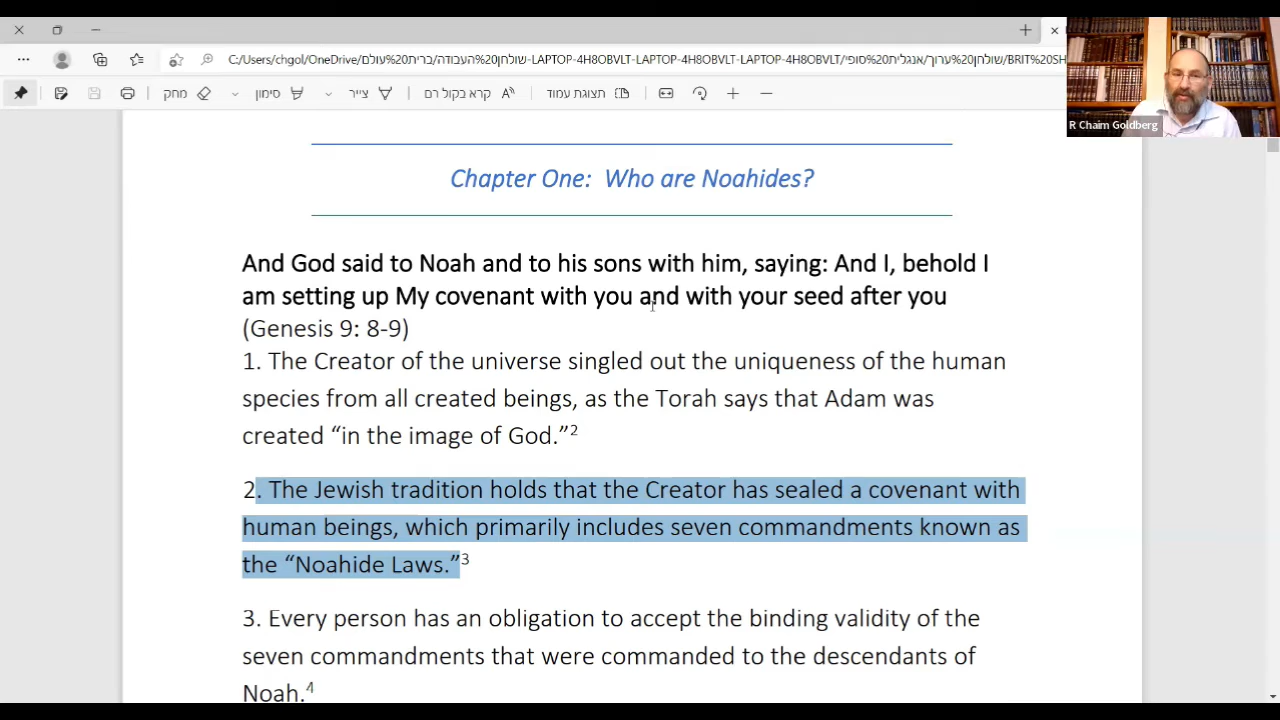 C:/Users/chgol/OneDrive/שולחן%20העבודה/ברית%20עולם-LAPTOP-4H8OBVLT-LAPTOP-4H8OBVLT-LAPTOP-4H8OBVLT/שולחן%20ערוך/אנגלית%20סופי/BRIT%20SH
מחק
סימון
צייר
קרא בקול רם
תצוגת עמוד
R Chaim Goldberg
Chapter One: Who are Noahides?
And God said to Noah and to his sons with him, saying: And I, behold I
am setting up My covenant with you and with your seed after you
(Genesis 9: 8-9)
1. The Creator of the universe singled out the uniqueness of the human
species from all created beings, as the Torah says that Adam was
created “in the image of God.”2
2. The Jewish tradition holds that the Creator has sealed a covenant with
human beings, which primarily includes seven commandments known as
the “Noahide Laws.”3
3. Every person has an obligation to accept the binding validity of the
seven commandments that were commanded to the descendants of
Noah.4